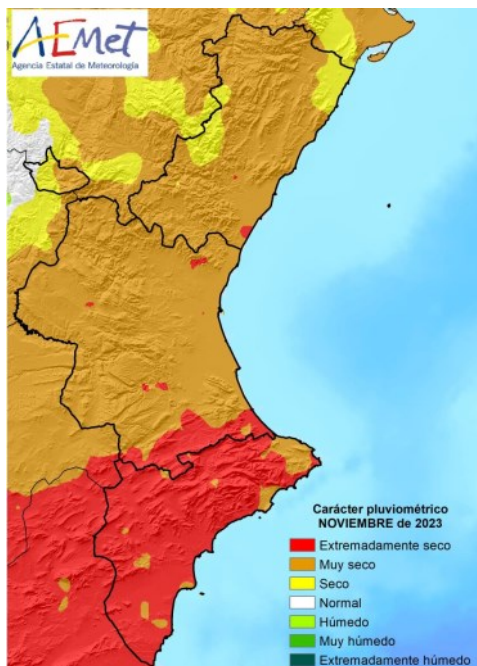 AEMet
Agencia Estatal de Meteorología
Carácter pluviométrico
NOVIEMBRE de 2023
Extremadamente seco
Muy seco
Seco
Normal
Húmedo
Muy húmedo
Extremadamente húmedo